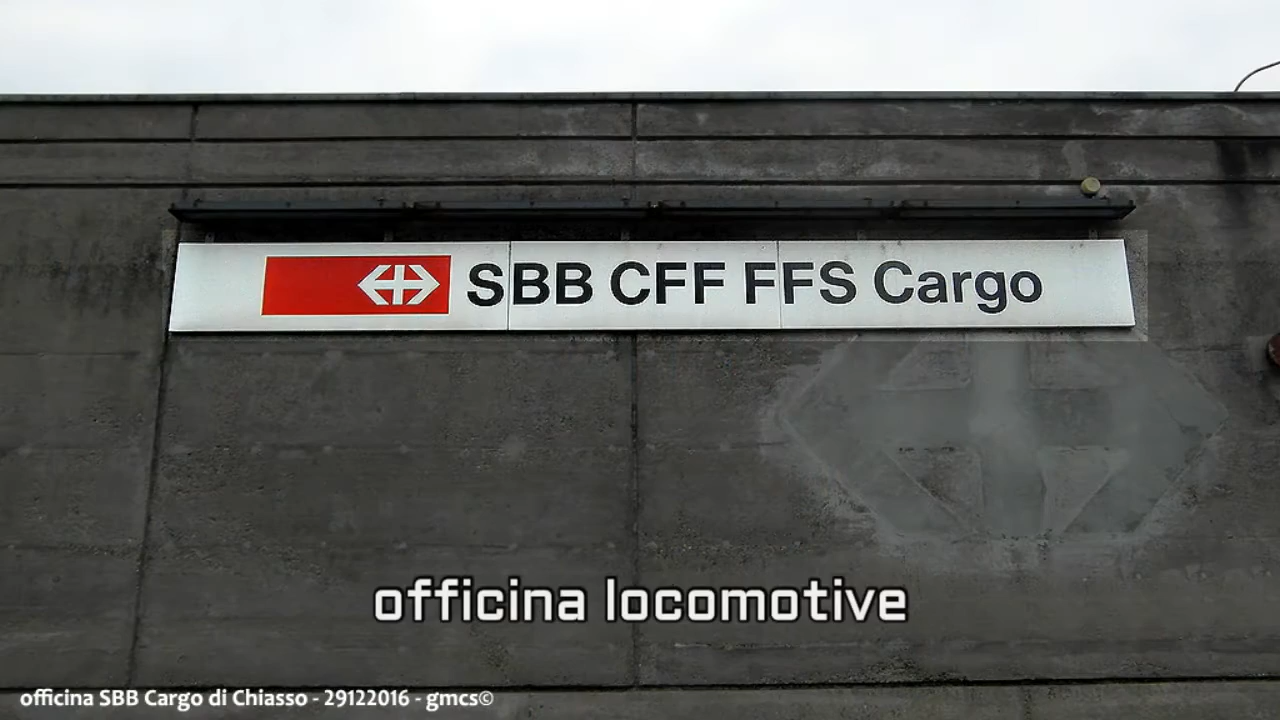 SBB CFF FFS Cargo
officina locomotive
officina SBB Cargo di Chiasso - 29122016 - gmcs©